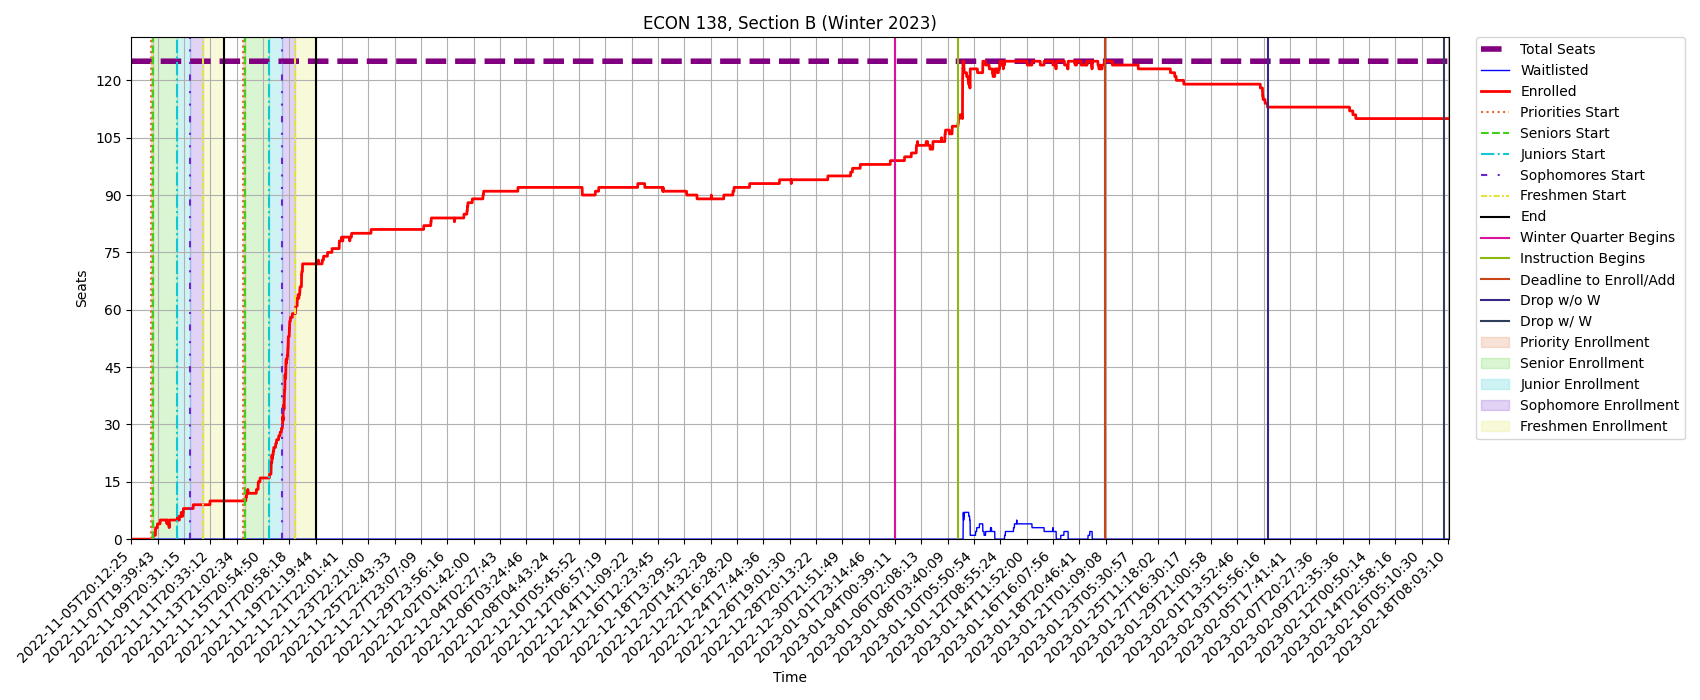 ECON 138, Section B (Winter 2023)
Seats
120
105
90
75
60
45
30
15
0
2022-11-05T20:12:25
2022-11-07T19:39:43
2022-11-09T20:31:15
2022-11-11T20:33:12
2022-11-13T21:02:34
2022-11-15T20:54:50
2022-11-17T20:58:18
2022-11-19T21:19:44
2022-11-21T22:01:41
2022-11-23T22:21:00
2022-11-25T22:43:33
2022-11-27T23:07:09
2022-11-29T23:56:16
2022-12-04T01:42:00
2022-12-04T02:27:43
2022-12-06T03:24:46
2022-12-08T04:43:24
2022-12-10T05:45:52
2022-12-12T06:57:19
2022-12-14T11:09:22
2022-12-16T12:23:45
2022-12-18T13:29:52
2022-12-20T14:32:28
2022-12-22T16:28:20
2022-12-24T17:44:36
2022-12-26T19:01:30
2022-12-28T20:13:22
2022-12-30T21:51:49
2023-01-01T23:14:46
2023-01-04T00:39:11
2023-01-06T02:08:13
2023-01-08T03:40:09
2023-01-10T05:50:54
2023-01-12T08:55:24
2023-01-14T11:52:00
2023-01-16T16:07:56
2023-01-18T20:46:41
2023-01-21T01:09:08
2023-01-23T05:30:57
2023-01-25T11:18:02
2023-01-27T16:30:17
2023-01-29T21:00:58
2023-02-01T13:52:46
2023-02-03T15:56:16
2023-02-05T17:41:41
2023-02-07T20:27:36
2023-02-09T22:35:36
2023-02-12T00:50:14
2023-02-14T02:58:16
2023-02-16T05:10:30
2023-02-18T08:03:10
Time
Total Seats
Waitlisted
Enrolled
Priorities Start
Seniors Start
Juniors Start
Sophomores Start
Freshmen Start
End
Winter Quarter Begins
Instruction Begins
Deadline to Enroll/Add
Drop w/o W
Drop w/ W
Priority Enrollment
Senior Enrollment
Junior Enrollment
Sophomore Enrollment
Freshmen Enrollment